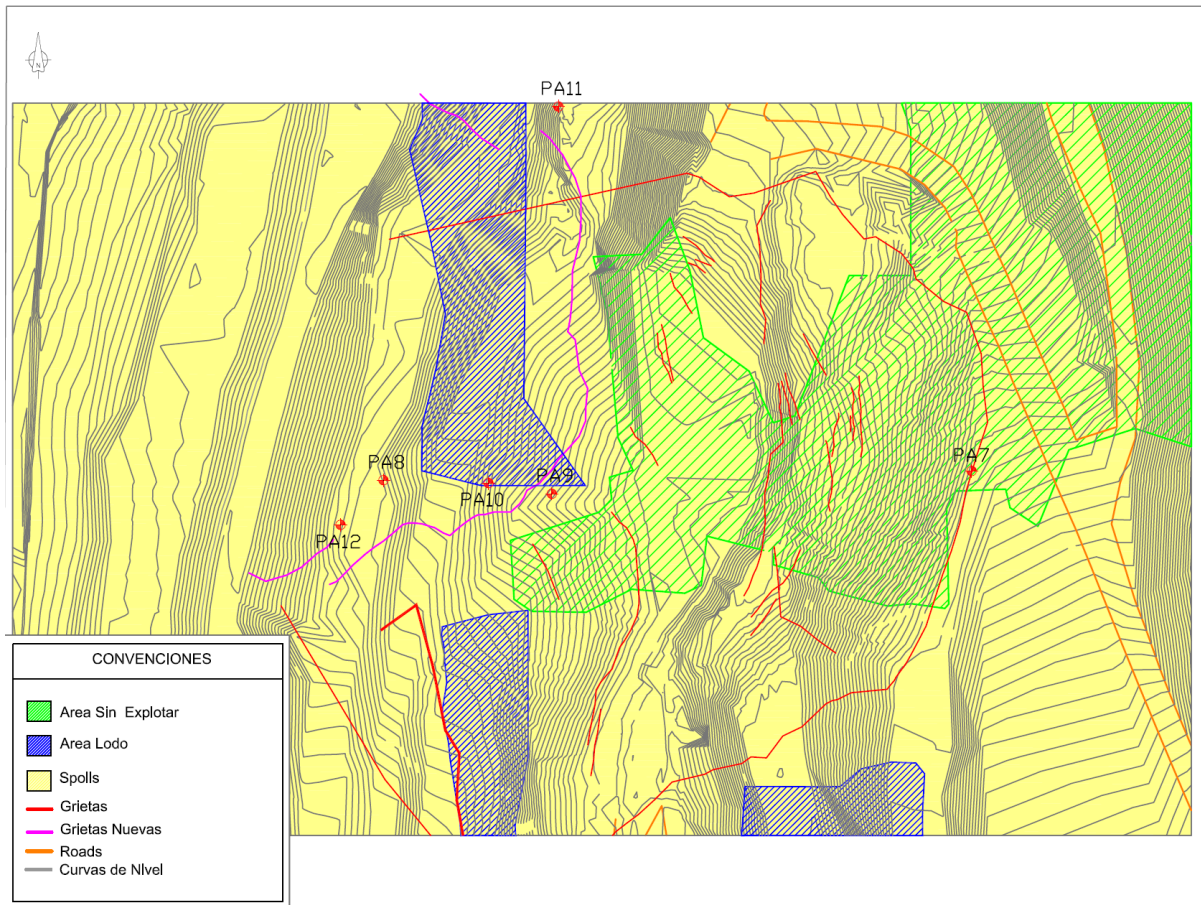 N
PA11
PA8
PA10
PA9
PA7
PA12
CONVENCIONES
Area Sin Explotar
Area Lodo
Spolls
Grietas
Grietas Nuevas
Roads
Curvas de NIvel